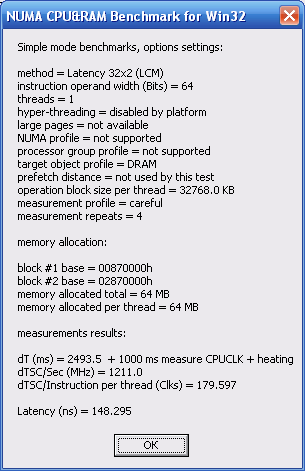 NUMA CPU&RAM Benchmark for Win32
Simple mode benchmarks, options settings:
method = Latency 32x2 (LCM)
instruction operand width (Bits) = 64
threads = 1
hyper-threading = disabled by platform
large pages = not available
NUMA profile = not supported
processor group profile = not supported
target object profile = DRAM
prefetch distance = not used by this test
operation block size per thread = 32768.0 KB
measurement profile = careful
measurement repeats = 4
memory allocation:
block #1 base = 00870000h
block #2 base = 02870000h
memory allocated total = 64 MB
memory allocated per thread = 64 MB
measurements results:
dT (ms) = 2493.5  + 1000 ms measure CPUCLK + heating
dTSC/Sec (MHz) = 1211.0
dTSC/Instruction per thread (Clks) = 179.597
Latency (ns) = 148.295
OK